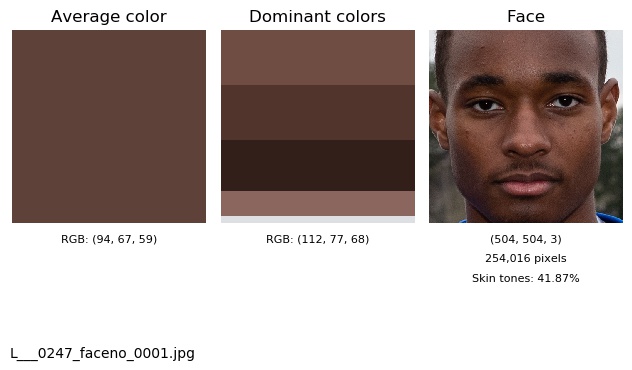 Average color
Dominant colors
Face
RGB: (94, 67, 59)
RGB: (112, 77, 68)
(504, 504, 3)
254,016 pixels
Skin tones: 41.87%
L___0247_faceno_0001.jpg